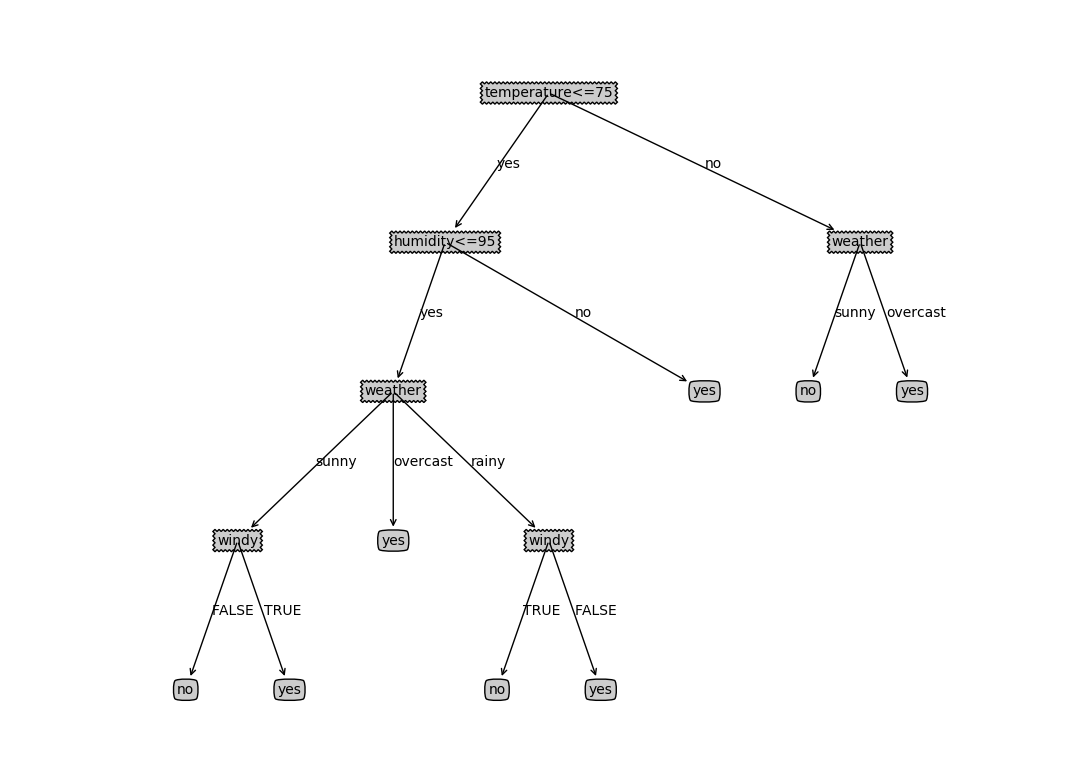 temperature<=75
yes
no
humidity<=95
weather
yes
no
sunny
overcast
weather
yes
no
yes
sunny
overcast
rainy
windy
yes
windy
FALSE
TRUE
TRUE
FALSE
no
yes
no
yes